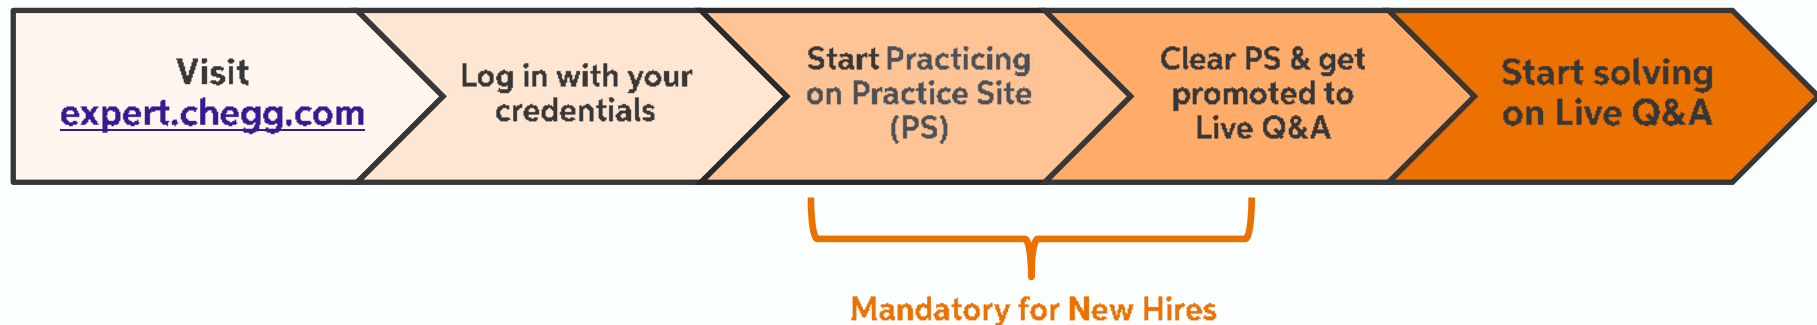 Visit
expert.chegg.com
Log in with your
credentials
Start Practicing
on Practice Site
(PS)
Clear PS & get
promoted to
Live Q&A
Start solving
on Live Q&A
Mandatory for New Hires